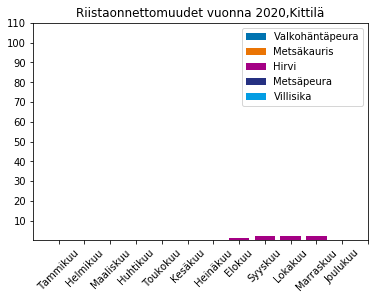 Riistaonnettomuudet vuonna 2020,Kittilä
Valkohäntäpeura
Metsäkauris
Hirvi
Metsäpeura
Villisika
110
100
90
80
70
60
50
40
30
20
10
Tammikuu
Helmikuu
Maaliskuu
Huhtikuu
Toukokuu
Kesäkuu
Heinäkuu
Elokuu
Syyskuu
Lokakuu
Marraskuu
Joulukuu